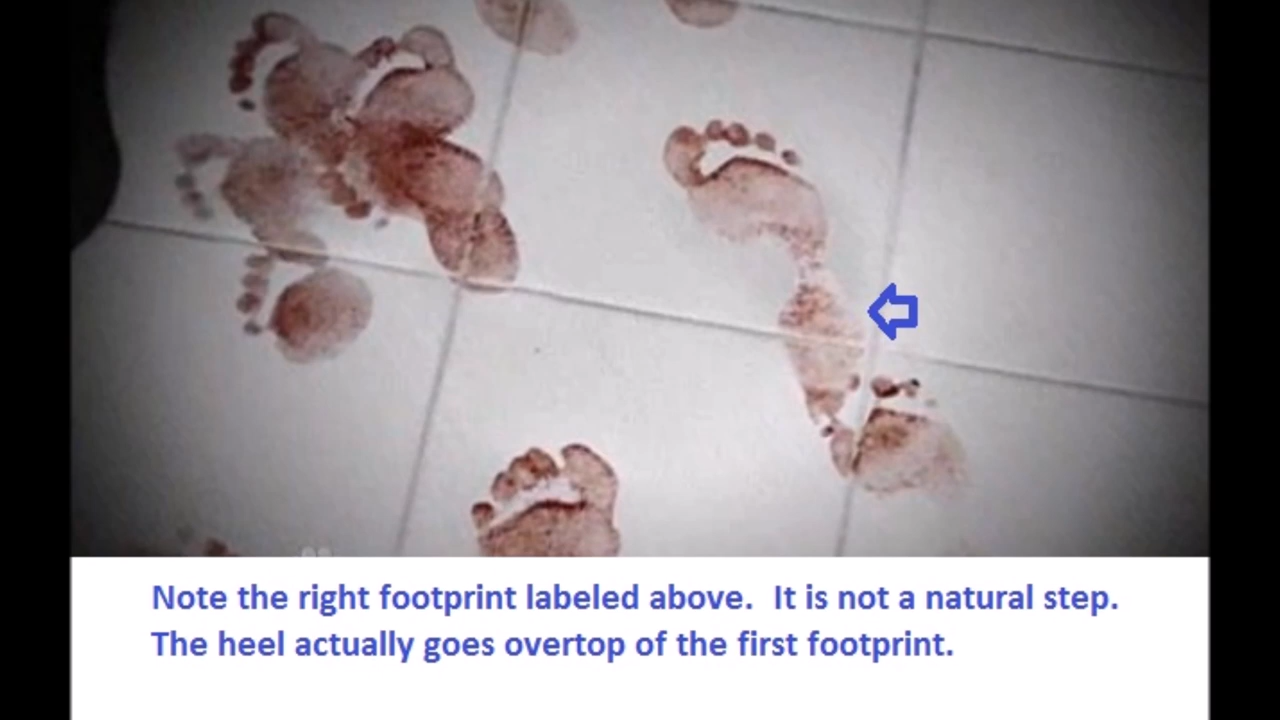 Note the right footprint labeled above.  It is not a natural step.
The heel actually goes overtop of the first footprint.